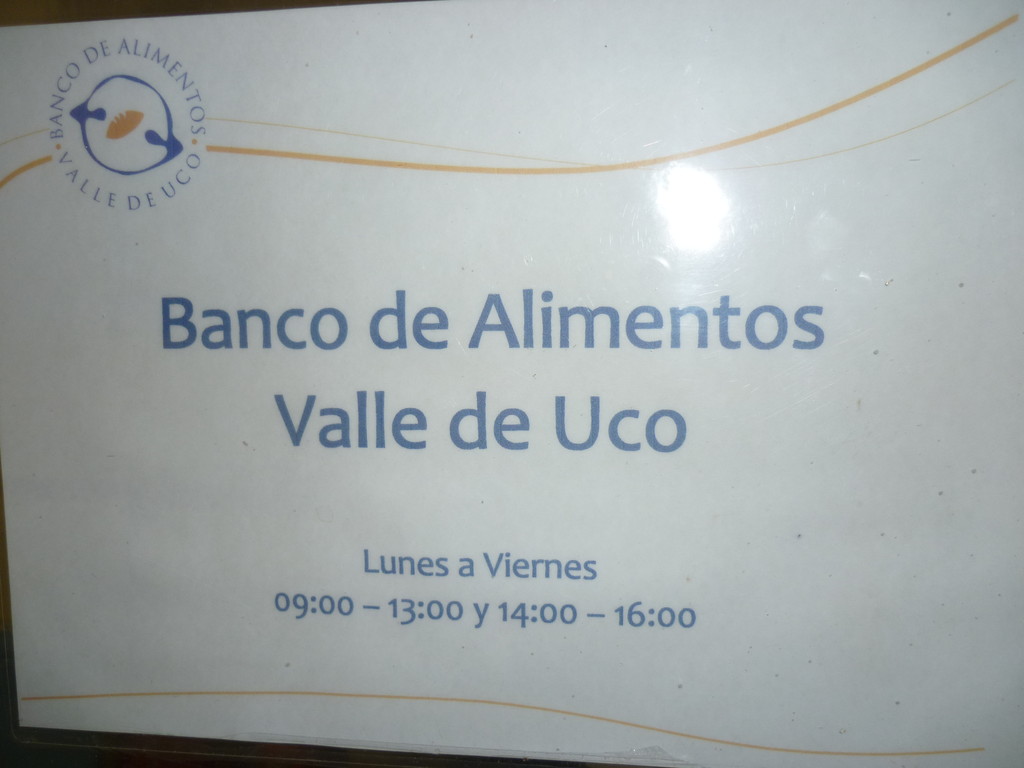 BANCO DE ALIMENTOS
VALLE DE UCO
Banco de Alimentos
Valle de Uco
Lunes a Viernes
09:00 – 13:00 y 14:00 – 16:00